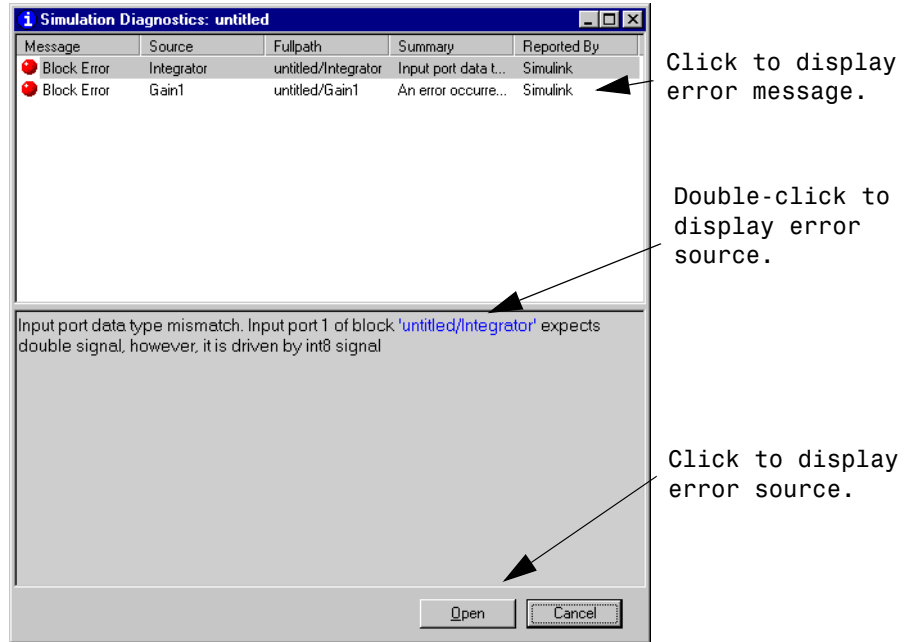 Simulation Diagnostics: untitled
Message Source Fullpath Summary Reported By
Block Error Integrator untitled/Integrator Input port data t... Simulink
Block Error Gain1 untitled/Gain1 An error occurre... Simulink
Click to display
error message.
Double-click to
display error
source.
Input port data type mismatch. Input port 1 of block 'untitled/Integrator' expects
double signal, however, it is driven by int8 signal
Click to display
error source.
Open Cancel